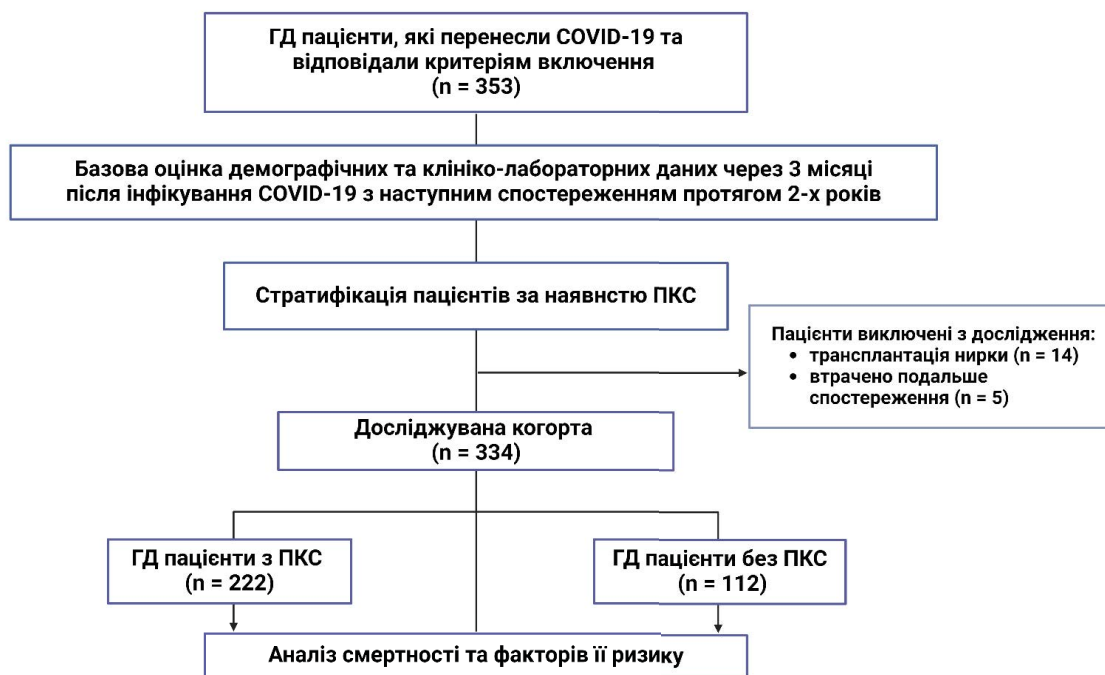 ГД пацієнти, які перенесли COVID-19 та
відповідали критеріям включення
(n = 353)
Базова оцінка демографічних та клініко-лабораторних даних через 3 місяці
після інфікування COVID-19 з наступним спостереженням протягом 2-х років
Стратифікація пацієнтів за наявнстю ПКС
Пацієнти виключені з дослідження:
• трансплантація нирки (n = 14)
• втрачено подальше
спостереження (n = 5)
Досліджувана когорта
(n = 334)
ГД пацієнти з ПКС
(n = 222)
ГД пацієнти без ПКС
(n = 112)
Аналіз смертності та факторів її ризику